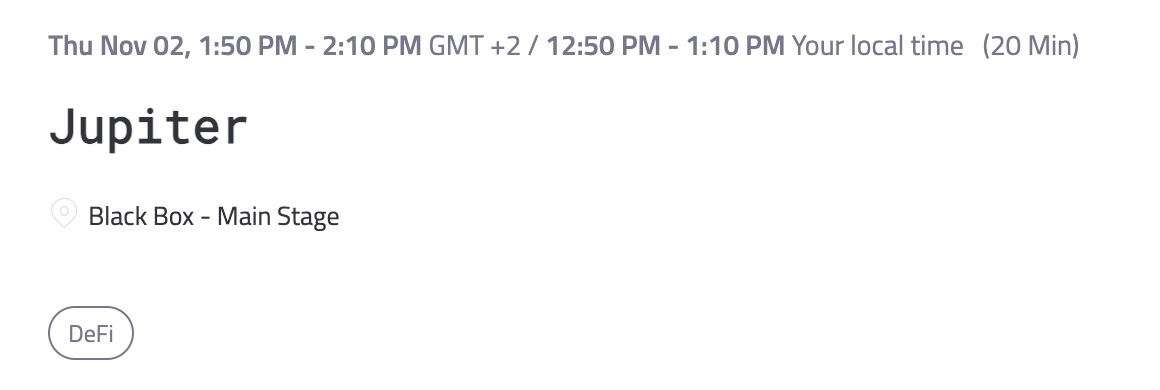 Thu Nov 02, 1:50 PM - 2:10 PM GMT +2 / 12:50 PM - 1:10 PM Your local time (20 Min)
Jupiter
Black Box - Main Stage
DeFi